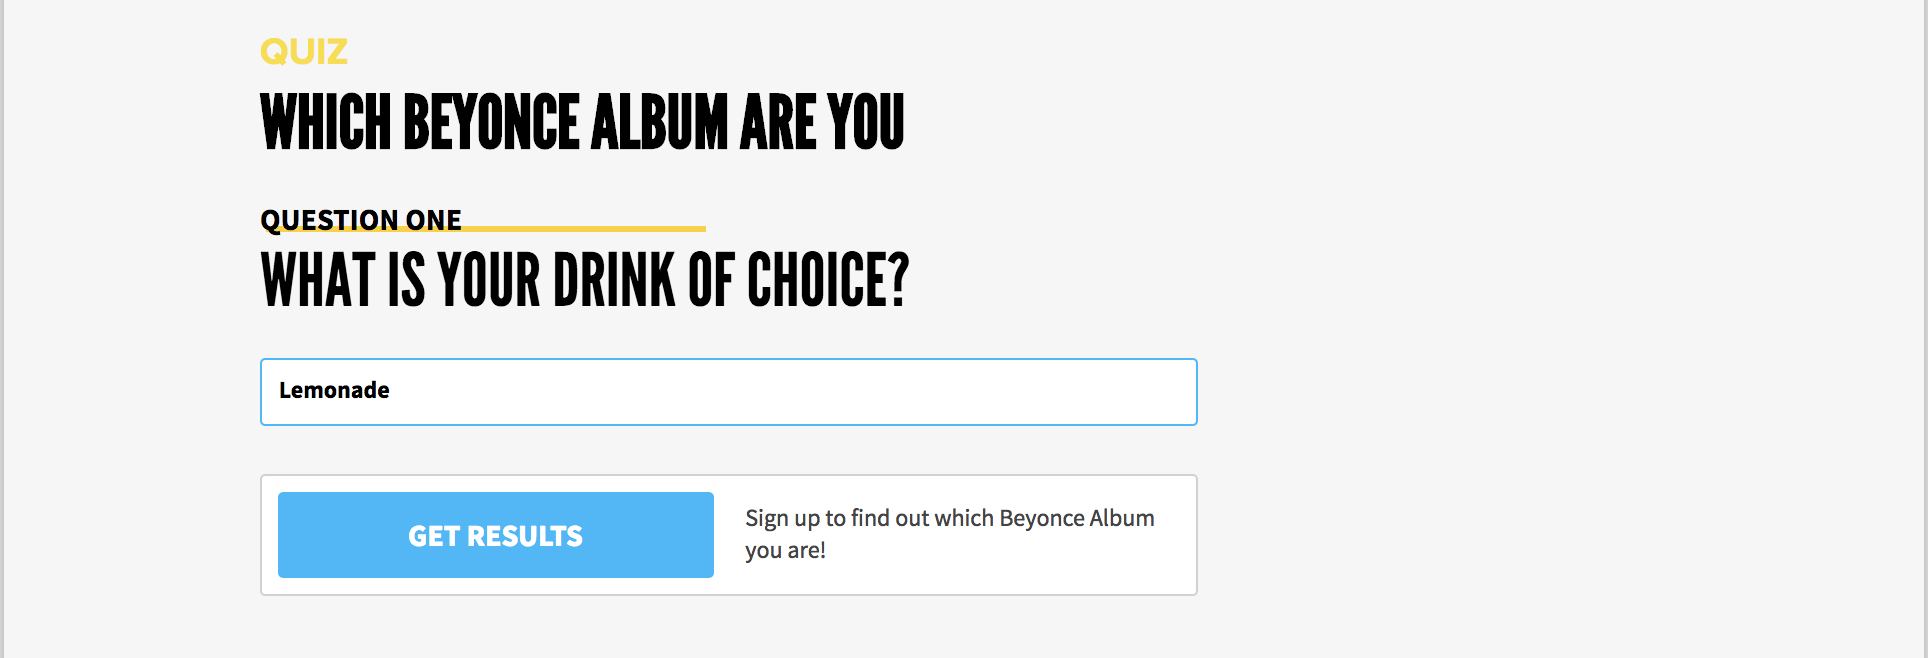 QUIZ
WHICH BEYONCE ALBUM ARE YOU
QUESTION ONE
WHAT IS YOUR DRINK OF CHOICE?
Lemonade
GET RESULTS
Sign up to find out which Beyonce Album
you are!